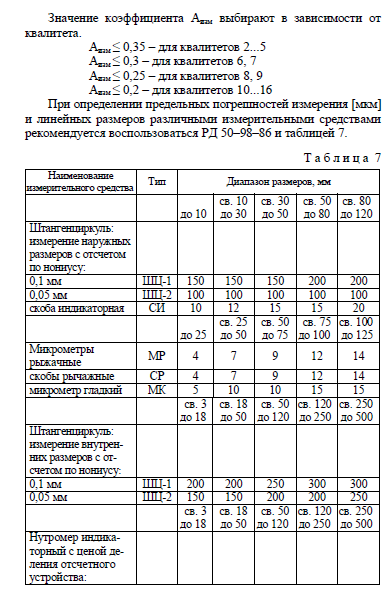 Значение коэффициента Aизм выбирают в зависимости от
квалитета.
Aизм ≤ 0,35 – для квалитетов 2...5
Aизм ≤ 0,3 – для квалитетов 6, 7
Aизм ≤ 0,25 – для квалитетов 8, 9
Aизм ≤ 0,2 – для квалитетов 10...16
При определении предельных погрешностей измерения [мкм]
и линейных размеров различными измерительными средствами
рекомендуется воспользоваться РД 50–98–86 и таблицей 7.
Таблица 7
Наименование Тип Диапазон размеров, мм
измерительного средства
св. 10 св. 30 св. 50 св. 80
до 10 до 30 до 50 до 80 до 120
Штангенциркуль:
измерение наружных
размеров с отсчетом
по нониусу:
0,1 мм ШЦ-1 150 150 150 200 200
0,05 мм ШЦ-2 100 100 100 100 100
скоба индикаторная СИ 10 12 15 15 20
св. 25 св. 50 св. 75 св. 100
до 25 до 50 до 75 до 100 до 125
Микрометры
рыжачные МР 4 7 9 12 14
скобы рычажные СР 4 7 9 12 14
микрометр гладкий МК 5 10 10 15 15
св. 3 св. 18 св. 50 св. 120 св. 250
до 18 до 50 до 120 до 250 до 500
Штангенциркуль:
измерение внутрен-
них размеров с от-
счетом по нониусу:
0,1 мм ШЦ-1 200 200 250 300 300
0,05 мм ШЦ-2 150 150 200 200 250
св. 3 св. 18 св. 50 св. 120 св. 250
до 18 до 50 до 120 до 250 до 500
Нутромер индика-
торный с ценой де-
ления отсчетного
устройства: